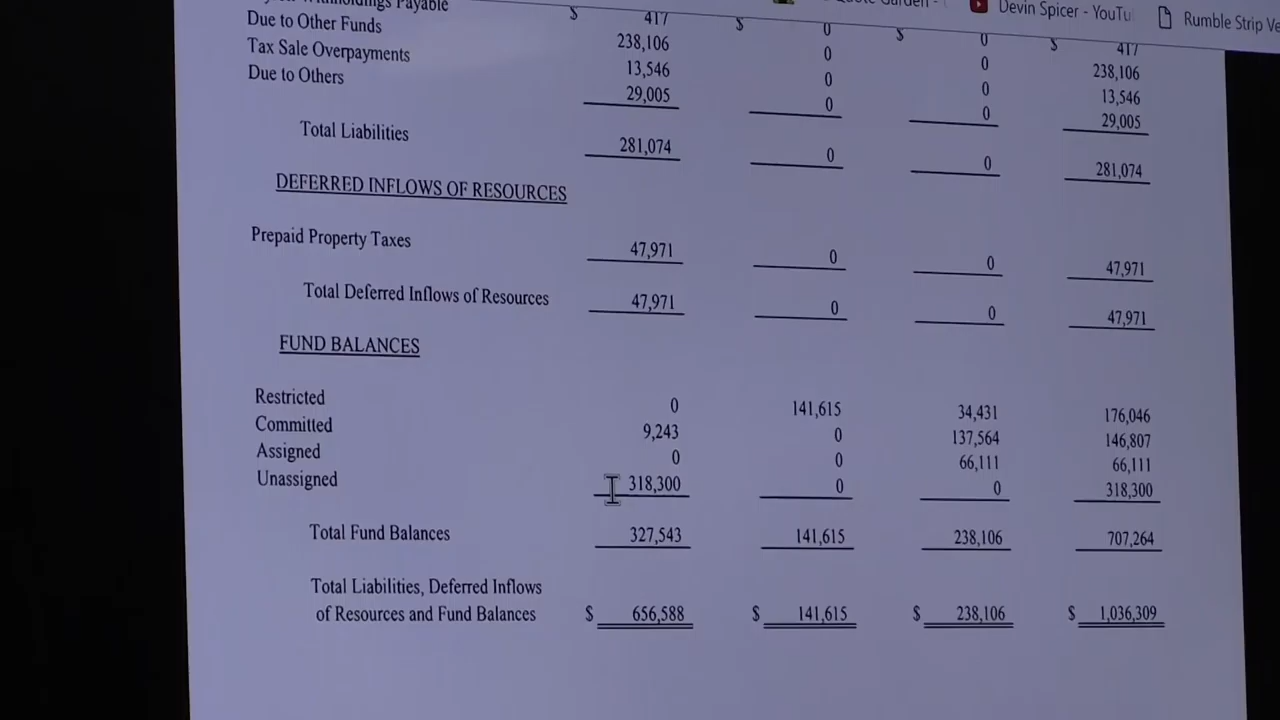 Quote Garden - Devin Spicer - YouTu Rumble Strip Ve
Payable $ 417 $ 0 $ 0 $ 417
Due to Other Funds 238,106 0 0 238,106
Tax Sale Overpayments 13,546 0 0 13,546
Due to Others 29,005 0 0 29,005
Total Liabilities 281,074 0 0 281,074
DEFERRED INFLOWS OF RESOURCES
Prepaid Property Taxes 47,971 0 0 47,971
Total Deferred Inflows of Resources 47,971 0 0 47,971
FUND BALANCES
Restricted 0 141,615 34,431 176,046
Committed 9,243 0 137,564 146,807
Assigned 0 0 66,111 66,111
Unassigned 318,300 0 0 318,300
Total Fund Balances 327,543 141,615 238,106 707,264
Total Liabilities, Deferred Inflows
of Resources and Fund Balances $ 656,588 $ 141,615 $ 238,106 $ 1,036,309